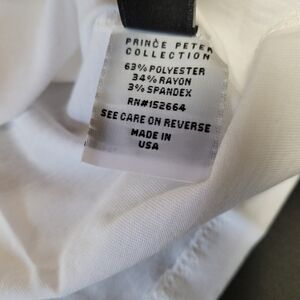 PRINCE PETER
COLLECTION
63% POLYESTER
34% RAYON
3% SPANDEX
RN#152664
SEE CARE ON REVERSE
MADE IN
USA